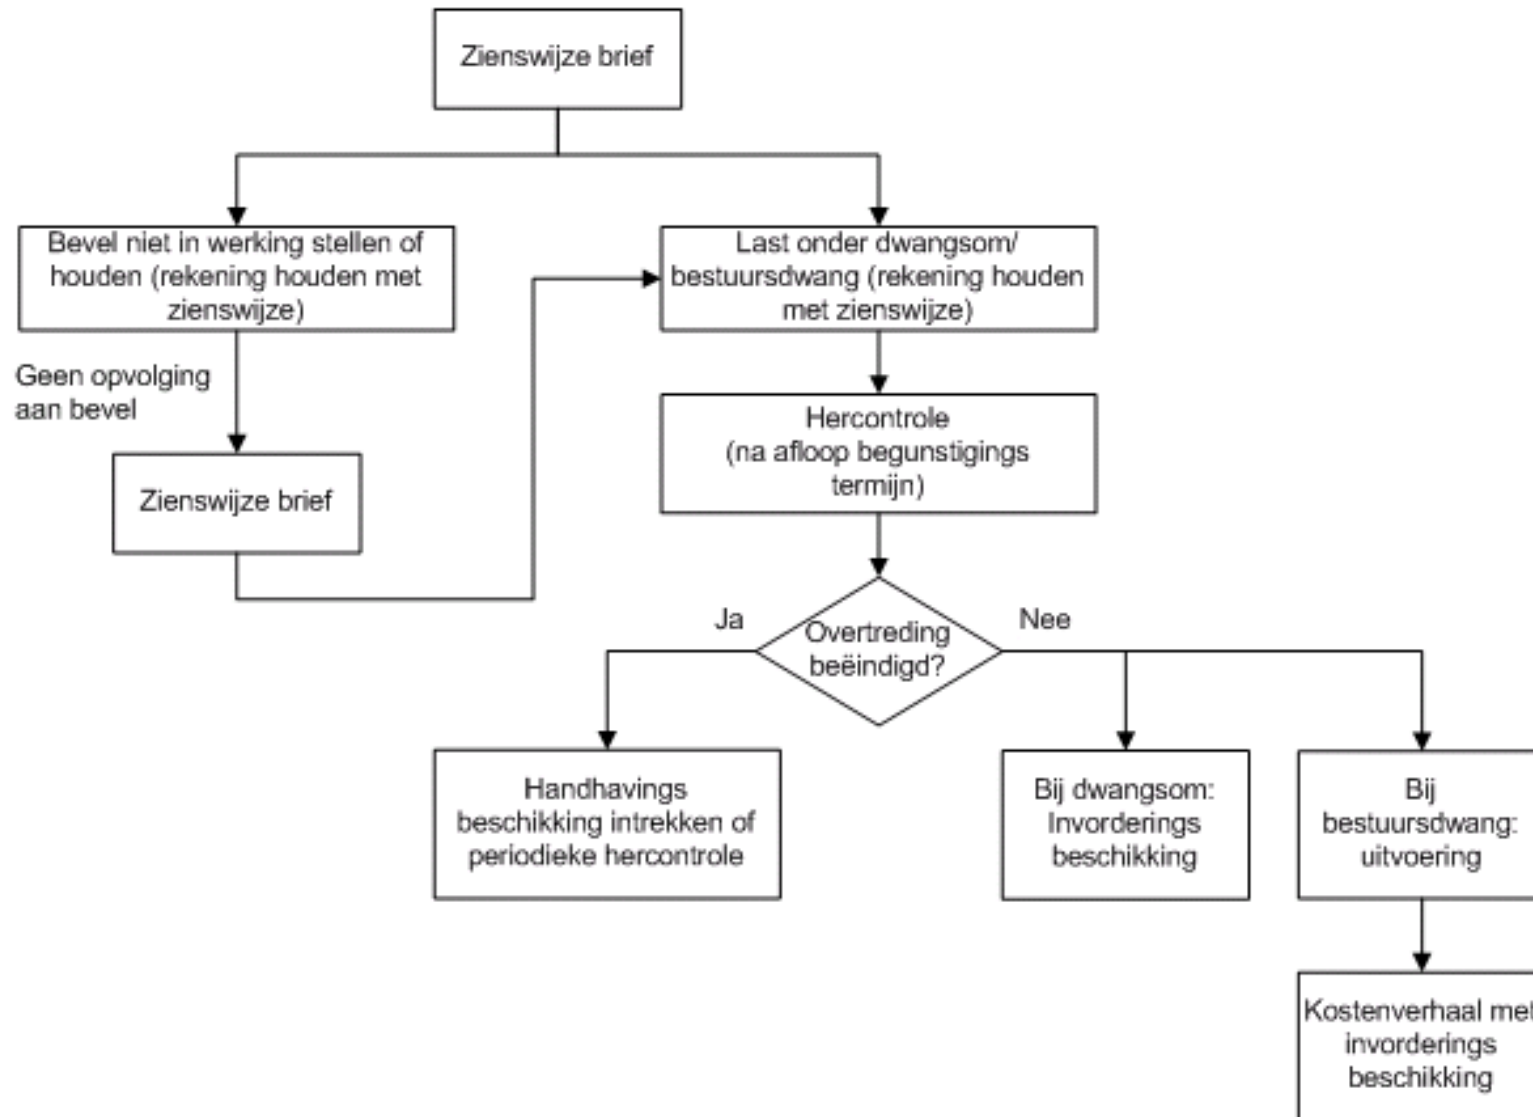 Zienswijze brief
Bevel niet in werking stellen of
houden (rekening houden met
zienswijze)
Last onder dwangsom/
bestuursdwang (rekening houden
met zienswijze)
Geen opvolging
aan bevel
Hercontrole
(na afloop begunstigings
termijn)
Zienswijze brief
Ja
Overtreding
beëindigd?
Nee
Handhavings
beschikking intrekken of
periodieke hercontrole
Bij dwangsom:
Invorderings
beschikking
Bij
bestuursdwang:
uitvoering
Kostenverhaal met
invorderings
beschikking